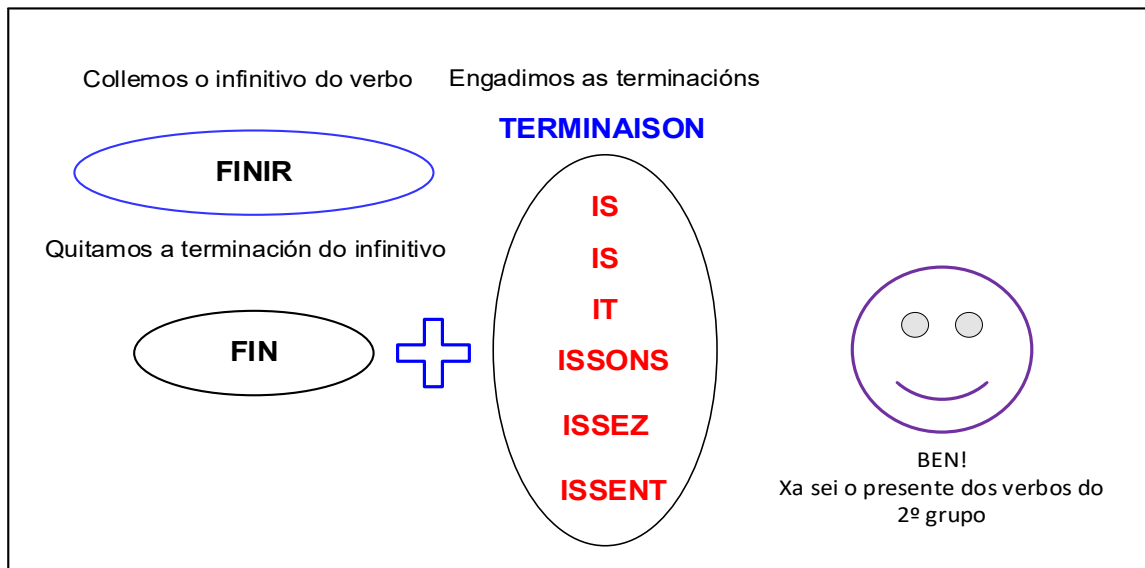 Collemos o infinitivo do verbo
FINIR
Quitamos a terminación do infinitivo
FIN
Engadimos as terminacións
TERMINAISON
IS
IS
IT
ISSONS
ISSEZ
ISSENT
BEN!
Xa sei o presente dos verbos do
2º grupo